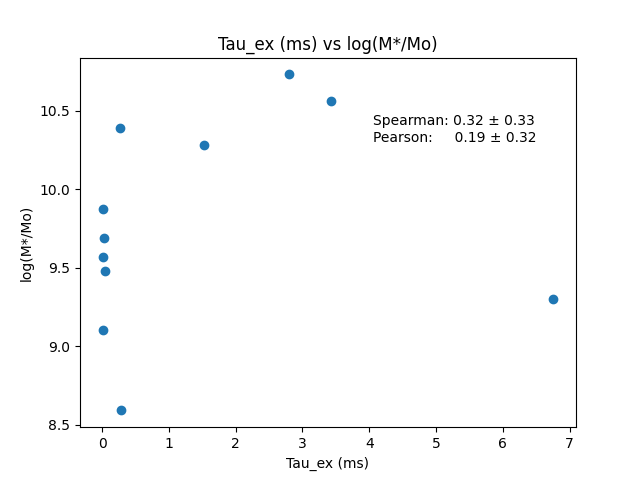 Tau_ex (ms) vs log(M*/Mo)
10.5
10.0
9.5
9.0
8.5
log(M*/Mo)
Spearman: 0.32 ± 0.33
Pearson: 0.19 ± 0.32
0 1 2 3 4 5 6 7
Tau_ex (ms)